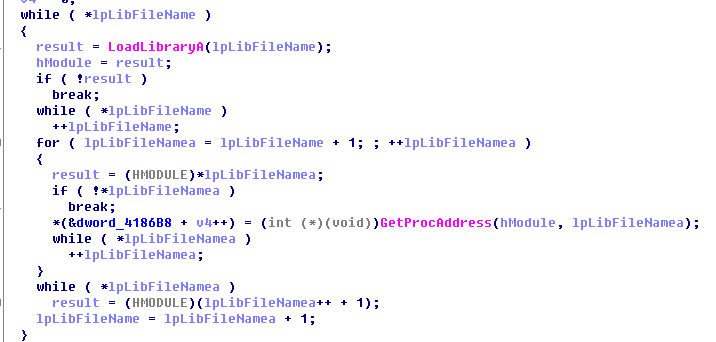 while ( *lpLibFileName )
{
result = LoadLibraryA(lpLibFileName);
hModule = result;
if ( !result )
break;
while ( *lpLibFileName )
++lpLibFileName;
for ( lpLibFileNamea = lpLibFileName + 1; ; ++lpLibFileNamea )
{
result = (HMODULE)*lpLibFileNamea;
if ( !*lpLibFileNamea )
break;
*(&dword_4186B8 + v4++) = (int (*)(void))GetProcAddress(hModule, lpLibFileNamea);
while ( *lpLibFileNamea )
++lpLibFileNamea;
}
while ( *lpLibFileNamea )
result = (HMODULE)(lpLibFileNamea++ + 1);
lpLibFileName = lpLibFileNamea + 1;
}